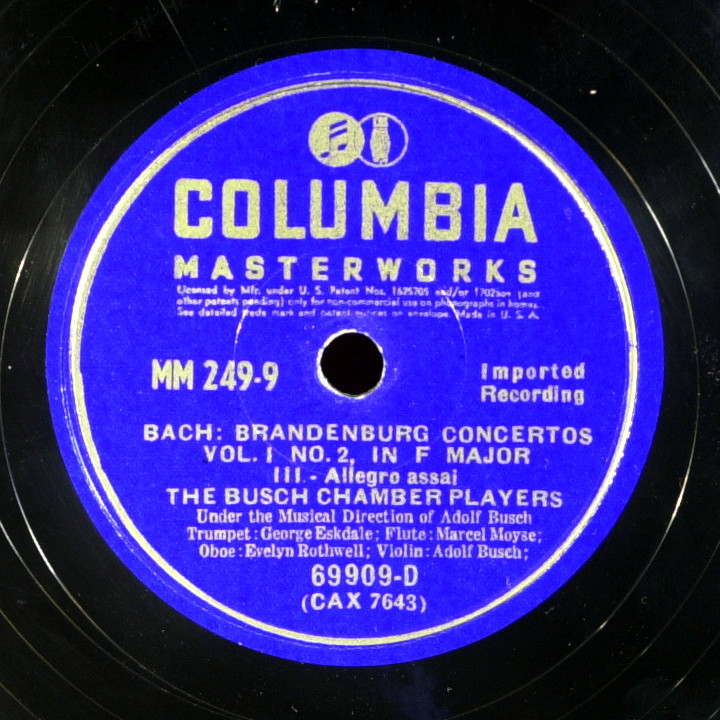 COLUMBIA
MASTERWORKS
Licensed by Mfr. under U. S. Patent Nos. 1625705 and/or 1702564 (and
other patents pending) only for non-commercial use on phonographs in homes.
See detailed trade mark and patent notices on envelope. Made in U. S. A.
MM 249-9
Imported
Recording
BACH: BRANDENBURG CONCERTOS
VOL. I NO. 2, IN F MAJOR
III - Allegro assai
THE BUSCH CHAMBER PLAYERS
Under the Musical Direction of Adolf Busch
Trumpet: George Eskdale; Flute: Marcel Moyse;
Oboe: Evelyn Rothwell; Violin: Adolf Busch;
69909-D
(CAX 7643)